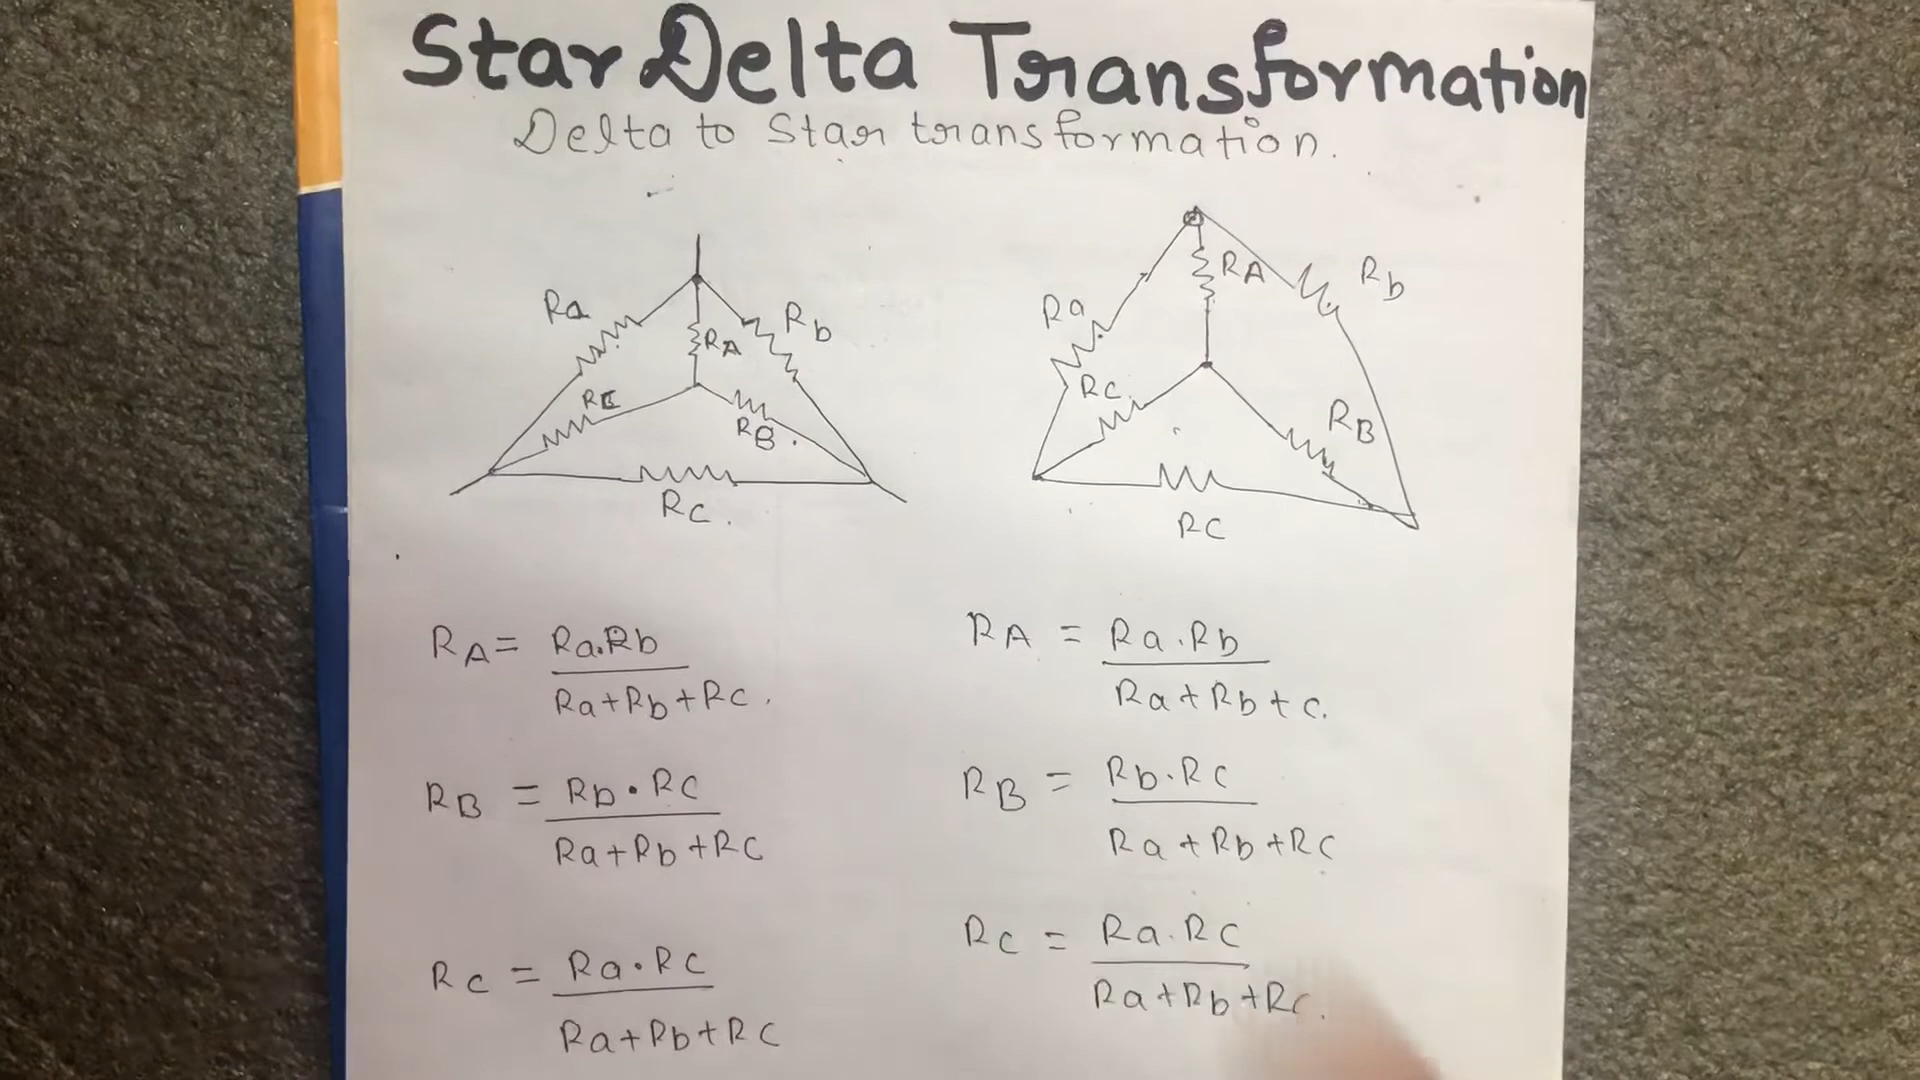 Star Delta Transformation
Delta to Star transformation.
Ra
Rb
RA
RC
RB
Rc.
Ra
RA
Rb
Rc
RB
RC
RA = Ra.Rb
Ra+Rb+Rc.
RB = Rb.Rc
Ra+Rb+Rc
Rc = Ra.Rc
Ra+Rb+Rc
RA = Ra.Rb
Ra+Rb+c.
RB = Rb.Rc
Ra+Rb+Rc
Rc = Ra.Rc
Ra+Rb+Rc.